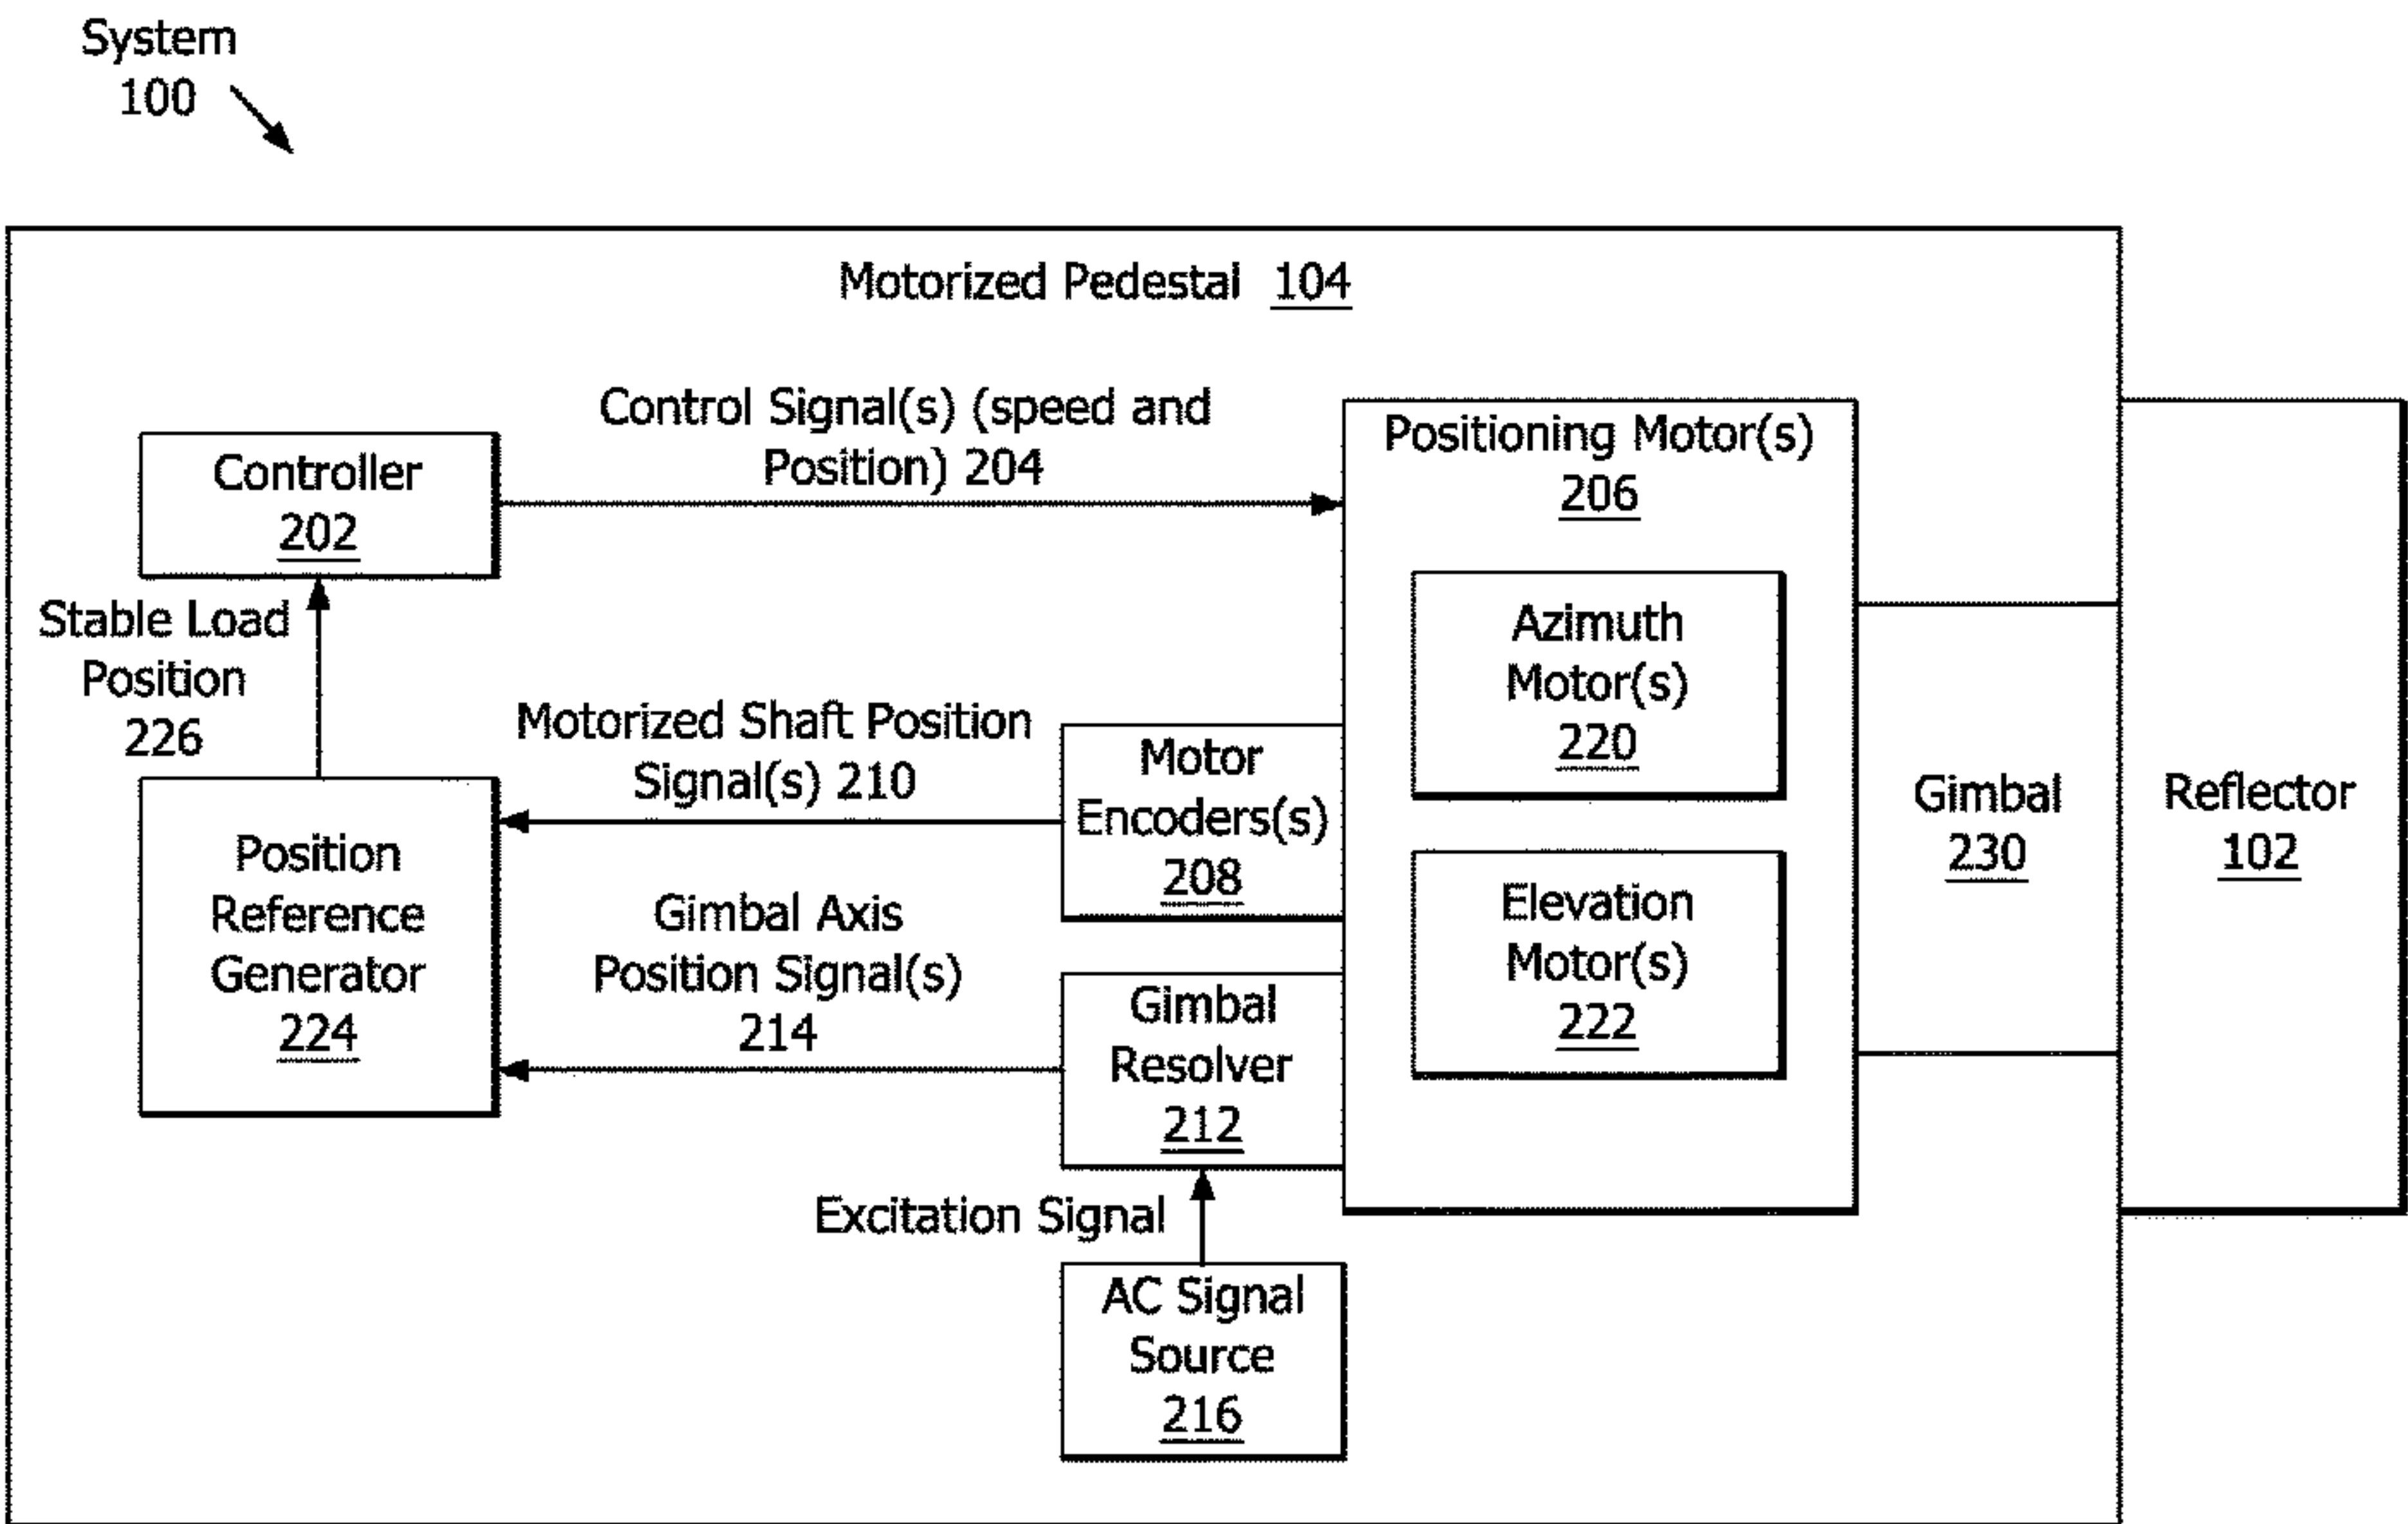 System
100
Motorized Pedestal 104
Control Signal(s) (speed and
Position) 204
Controller
202
Positioning Motor(s)
206
Azimuth
Motor(s)
220
Elevation
Motor(s)
222
Stable Load
Position
226
Motorized Shaft Position
Signal(s) 210
Motor
Encoders(s)
208
Position
Reference
Generator
224
Gimbal Axis
Position Signal(s)
214
Gimbal
Resolver
212
Gimbal
230
Reflector
102
Excitation Signal
AC Signal
Source
216